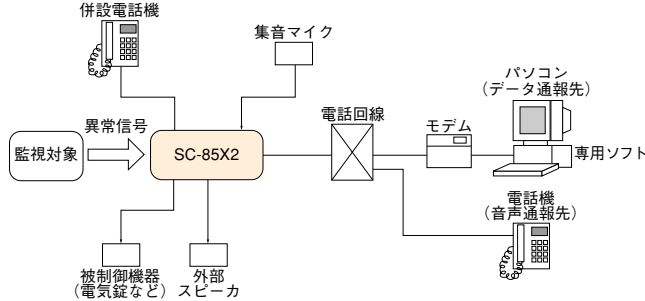 併設電話機
集音マイク
パソコン
（データ通報先）
電話回線
モデム
異常信号
監視対象
SC-85X2
専用ソフト
電話機
（音声通報先）
被制御機器
（電気錠など）
外部
スピーカ